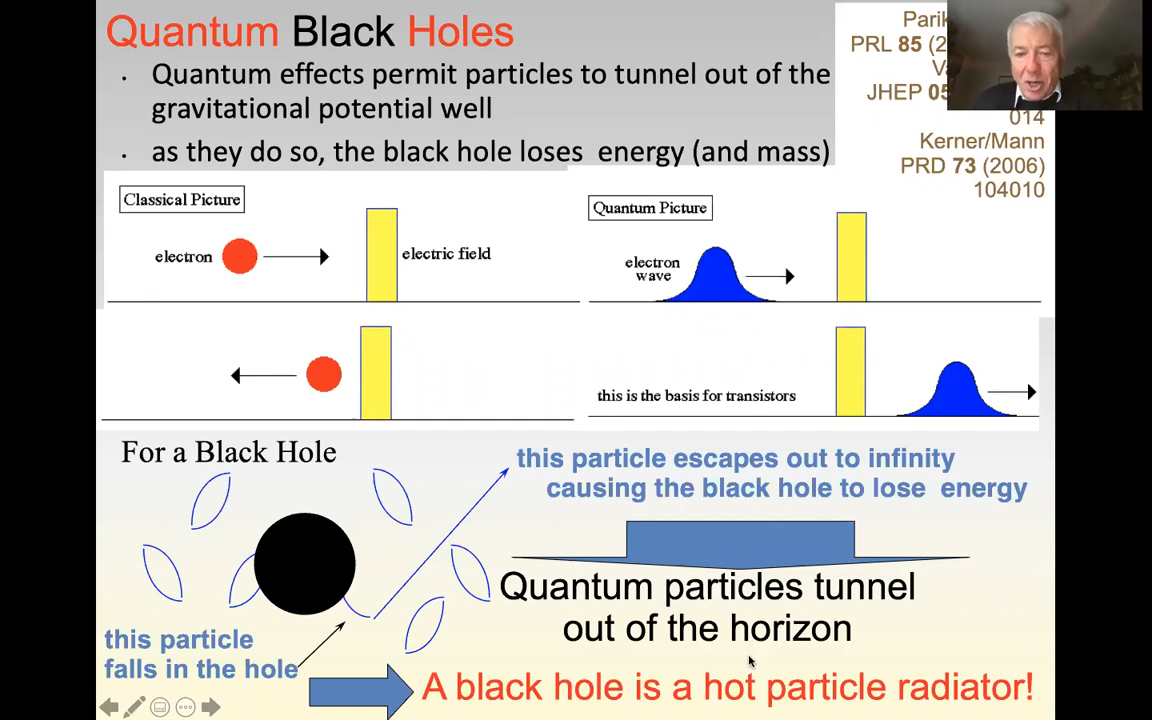 Quantum Black Holes
· Quantum effects permit particles to tunnel out of the
gravitational potential well
· as they do so, the black hole loses energy (and mass)
PRL 85
JHEP 05
014
Kerner/Mann
PRD 73 (2006)
104010
Classical Picture
electron
electric field
Quantum Picture
electron
wave
this is the basis for transistors
For a Black Hole
this particle escapes out to infinity
causing the black hole to lose energy
Quantum particles tunnel
out of the horizon
this particle
falls in the hole
A black hole is a hot particle radiator!